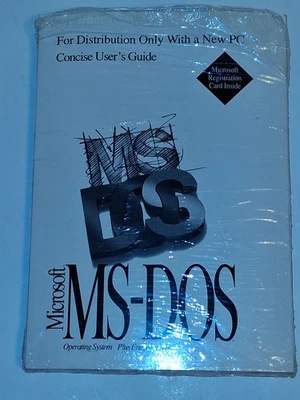 For Distribution Only With a New PC
Concise User's Guide
Microsoft
Registration
Card Inside
MS
DOS
Microsoft
MS-DOS
Operating System Plus